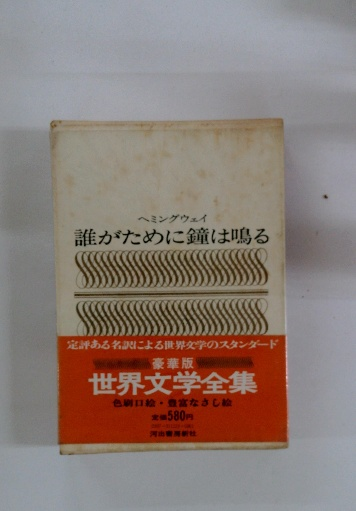 ヘミングウェイ
誰がために鐘は鳴る
定評ある名訳による世界文学のスタンダード
豪華版
世界文学全集
色刷口絵・豊富なさし絵
定価580円
河出書房新社